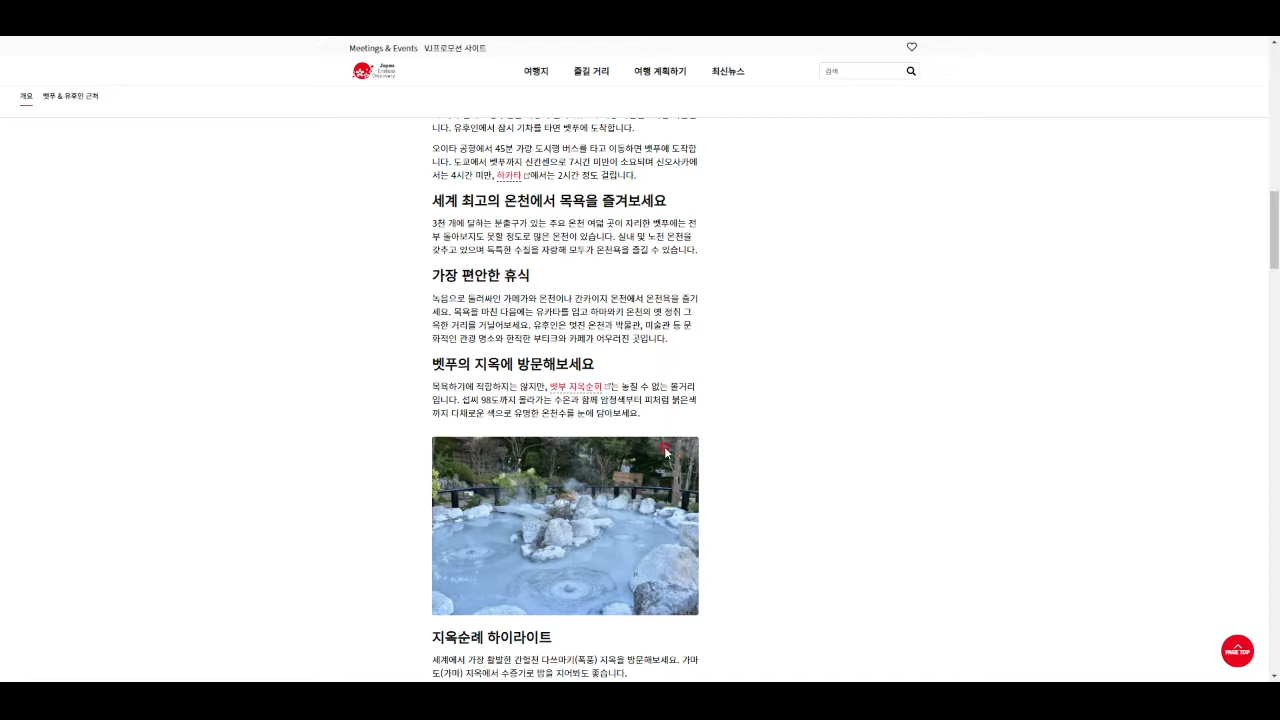 Meetings & Events VJ프로모션 사이트
Japan.
Endless
Discovery.
여행지 즐길 거리 여행 계획하기 최신뉴스
검색
개요 벳푸 & 유후인 근처
니다. 유후인에서 잠시 기차를 타면 벳푸에 도착합니다.
오이타 공항에서 45분 가량 도시행 버스를 타고 이동하면 벳푸에 도착합
니다. 도쿄에서 벳푸까지 신칸센으로 7시간 미만이 소요되며 신오사카에
서는 4시간 미만, 하카타에서는 2시간 정도 걸립니다.
세계 최고의 온천에서 목욕을 즐겨보세요
3천 개에 달하는 분출구가 있는 주요 온천 여덟 곳이 자리한 벳푸에는 전
부 돌아보지도 못할 정도로 많은 온천이 있습니다. 실내 및 노천 온천을
갖추고 있으며 독특한 수질을 자랑해 모두가 온천욕을 즐길 수 있습니다.
가장 편안한 휴식
녹음으로 둘러싸인 가메가와 온천이나 간카이지 온천에서 온천욕을 즐기
세요. 목욕을 마친 다음에는 유카타를 입고 하마와키 온천의 옛 정취 그
윽한 거리를 거닐어보세요. 유후인은 멋진 온천과 박물관, 미술관 등 문
화적인 관광 명소와 한적한 부티크와 카페가 어우러진 곳입니다.
벳푸의 지옥에 방문해보세요
목욕하기에 적합하지는 않지만, 벳부 지옥순회는 놓칠 수 없는 볼거리
입니다. 섭씨 98도까지 올라가는 수온과 함께 암청색부터 피처럼 붉은색
까지 다채로운 색으로 유명한 온천수를 눈에 담아보세요.
지옥순례 하이라이트
세계에서 가장 활발한 간헐천 다쓰마키(폭풍) 지옥을 방문해보세요. 가마
도(가마) 지옥에서 수증기로 밥을 지어봐도 좋습니다.
PAGE TOP